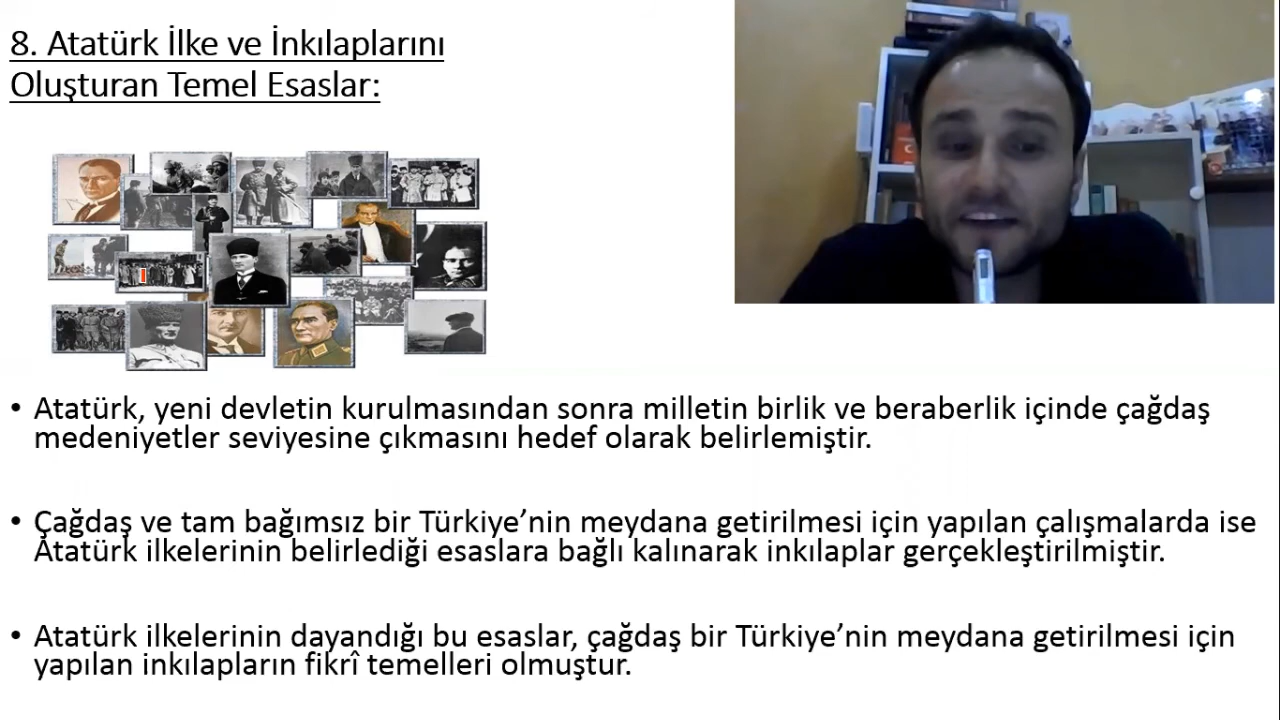 8. Atatürk İlke ve İnkılaplarını
Oluşturan Temel Esaslar:
• Atatürk, yeni devletin kurulmasından sonra milletin birlik ve beraberlik içinde çağdaş
medeniyetler seviyesine çıkmasını hedef olarak belirlemiştir.
• Çağdaş ve tam bağımsız bir Türkiye’nin meydana getirilmesi için yapılan çalışmalarda ise
Atatürk ilkelerinin belirlediği esaslara bağlı kalınarak inkılaplar gerçekleştirilmiştir.
• Atatürk ilkelerinin dayandığı bu esaslar, çağdaş bir Türkiye’nin meydana getirilmesi için
yapılan inkılapların fikrî temelleri olmuştur.